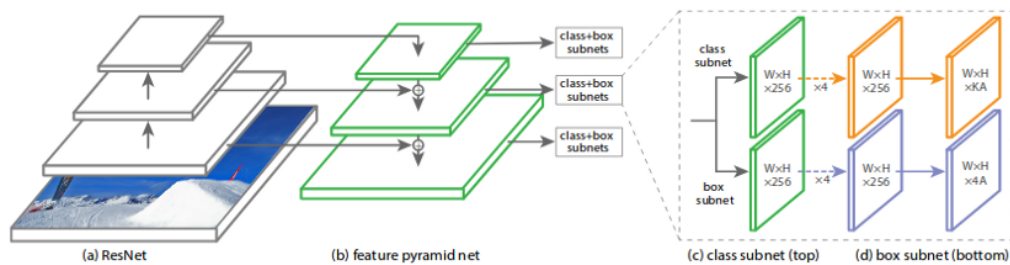 class+box
subnets
class+box
subnets
class+box
subnets
class
subnet
W×H
×256
×4
W×H
×256
W×H
×KA
box
subnet
W×H
×256
×4
W×H
×256
W×H
×4A
(a) ResNet
(b) feature pyramid net
(c) class subnet (top)
(d) box subnet (bottom)